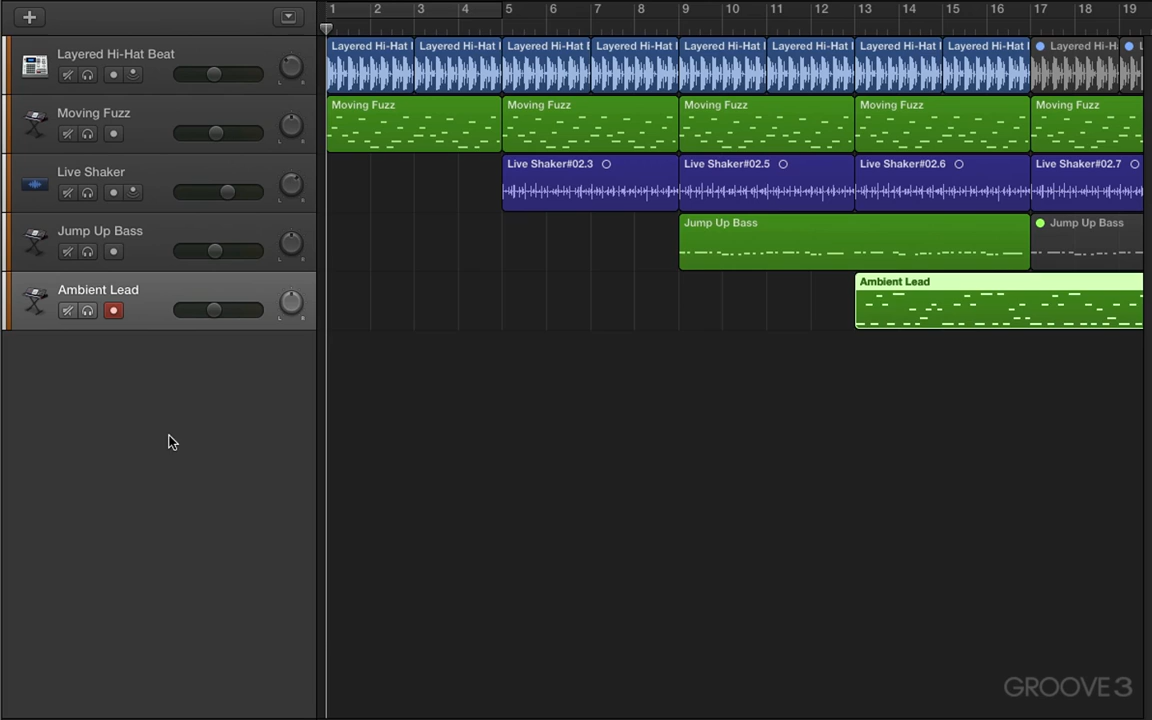 1 2 3 4 5 6 7 8 9 10 11 12 13 14 15 16 17 18 19
Layered Hi-Hat Beat
L R
Layered Hi-Hat Layered Hi-Hat Layered Hi-Hat Layered Hi-Hat Layered Hi-Hat Layered Hi-Hat Layered Hi-Hat Layered Hi-Hat Layered Hi-H L
Moving Fuzz
L R
Moving Fuzz Moving Fuzz Moving Fuzz Moving Fuzz Moving Fuzz
Live Shaker
L R
Live Shaker#02.3 Live Shaker#02.5 Live Shaker#02.6 Live Shaker#02.7
Jump Up Bass
L R
Jump Up Bass Jump Up Bass
Ambient Lead
L R
Ambient Lead
GROOVE3